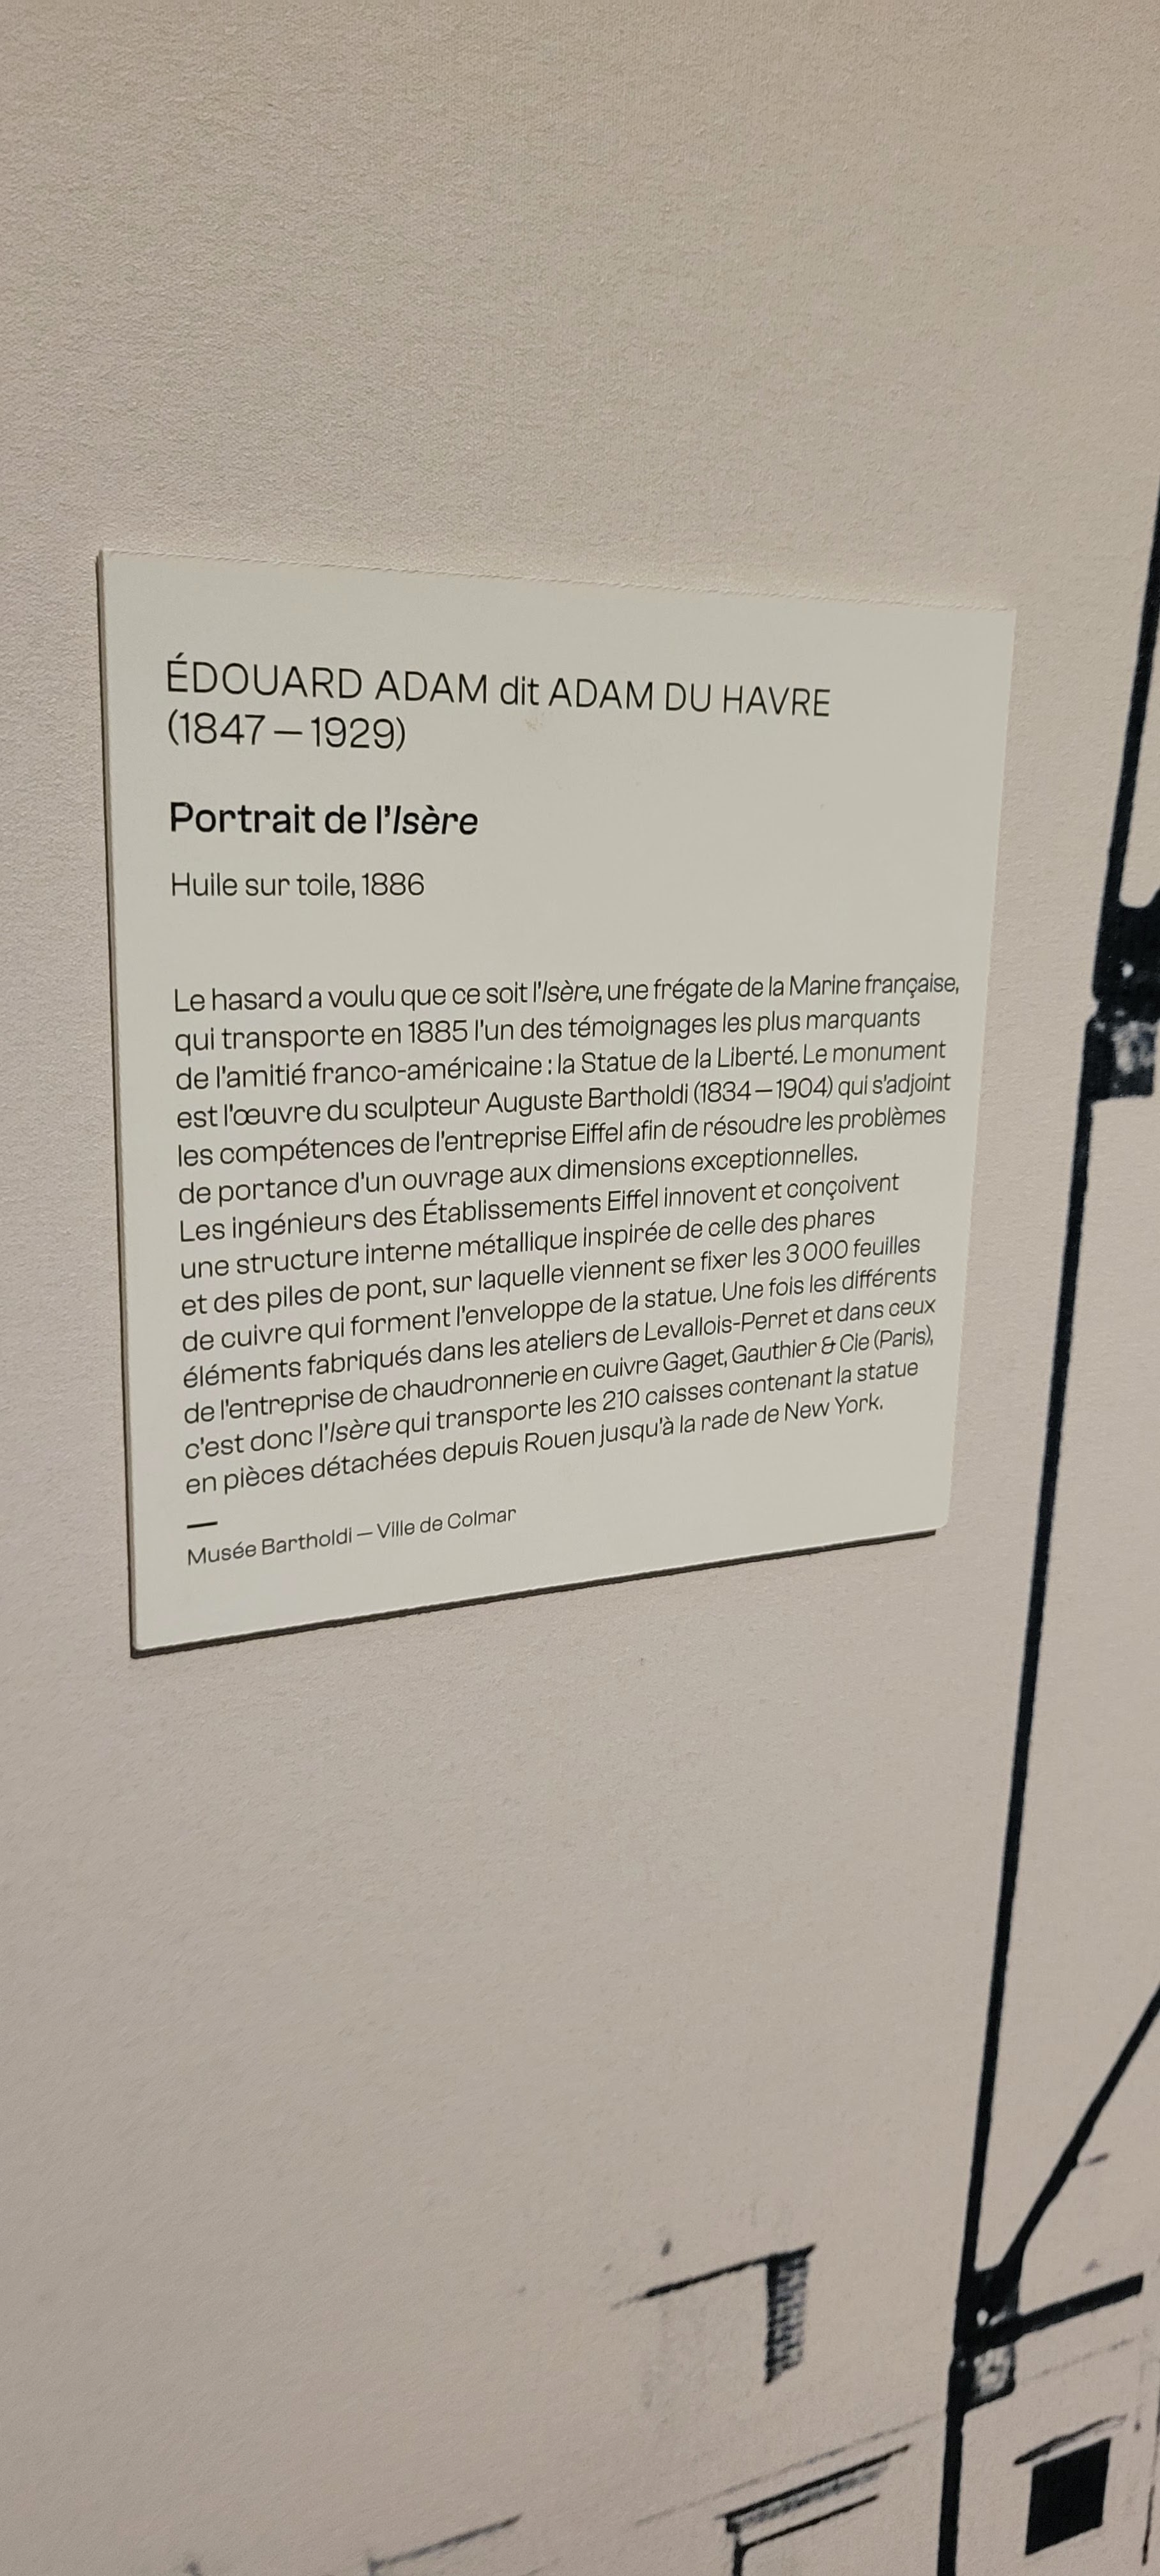 ÉDOUARD ADAM dit ADAM DU HAVRE
(1847 – 1929)
Portrait de l'Isère
Huile sur toile, 1886
Le hasard a voulu que ce soit l'Isère, une frégate de la Marine française,
qui transporte en 1885 l'un des témoignages les plus marquants
de l'amitié franco-américaine : la Statue de la Liberté. Le monument
est l'œuvre du sculpteur Auguste Bartholdi (1834 – 1904) qui s'adjoint
les compétences de l'entreprise Eiffel afin de résoudre les problèmes
de portance d'un ouvrage aux dimensions exceptionnelles.
Les ingénieurs des Établissements Eiffel innovent et conçoivent
une structure interne métallique inspirée de celle des phares
et des piles de pont, sur laquelle viennent se fixer les 3 000 feuilles
de cuivre qui forment l'enveloppe de la statue. Une fois les différents
éléments fabriqués dans les ateliers de Levallois-Perret et dans ceux
de l'entreprise de chaudronnerie en cuivre Gaget, Gauthier & Cie (Paris),
c'est donc l'Isère qui transporte les 210 caisses contenant la statue
en pièces détachées depuis Rouen jusqu'à la rade de New York.
—
Musée Bartholdi – Ville de Colmar